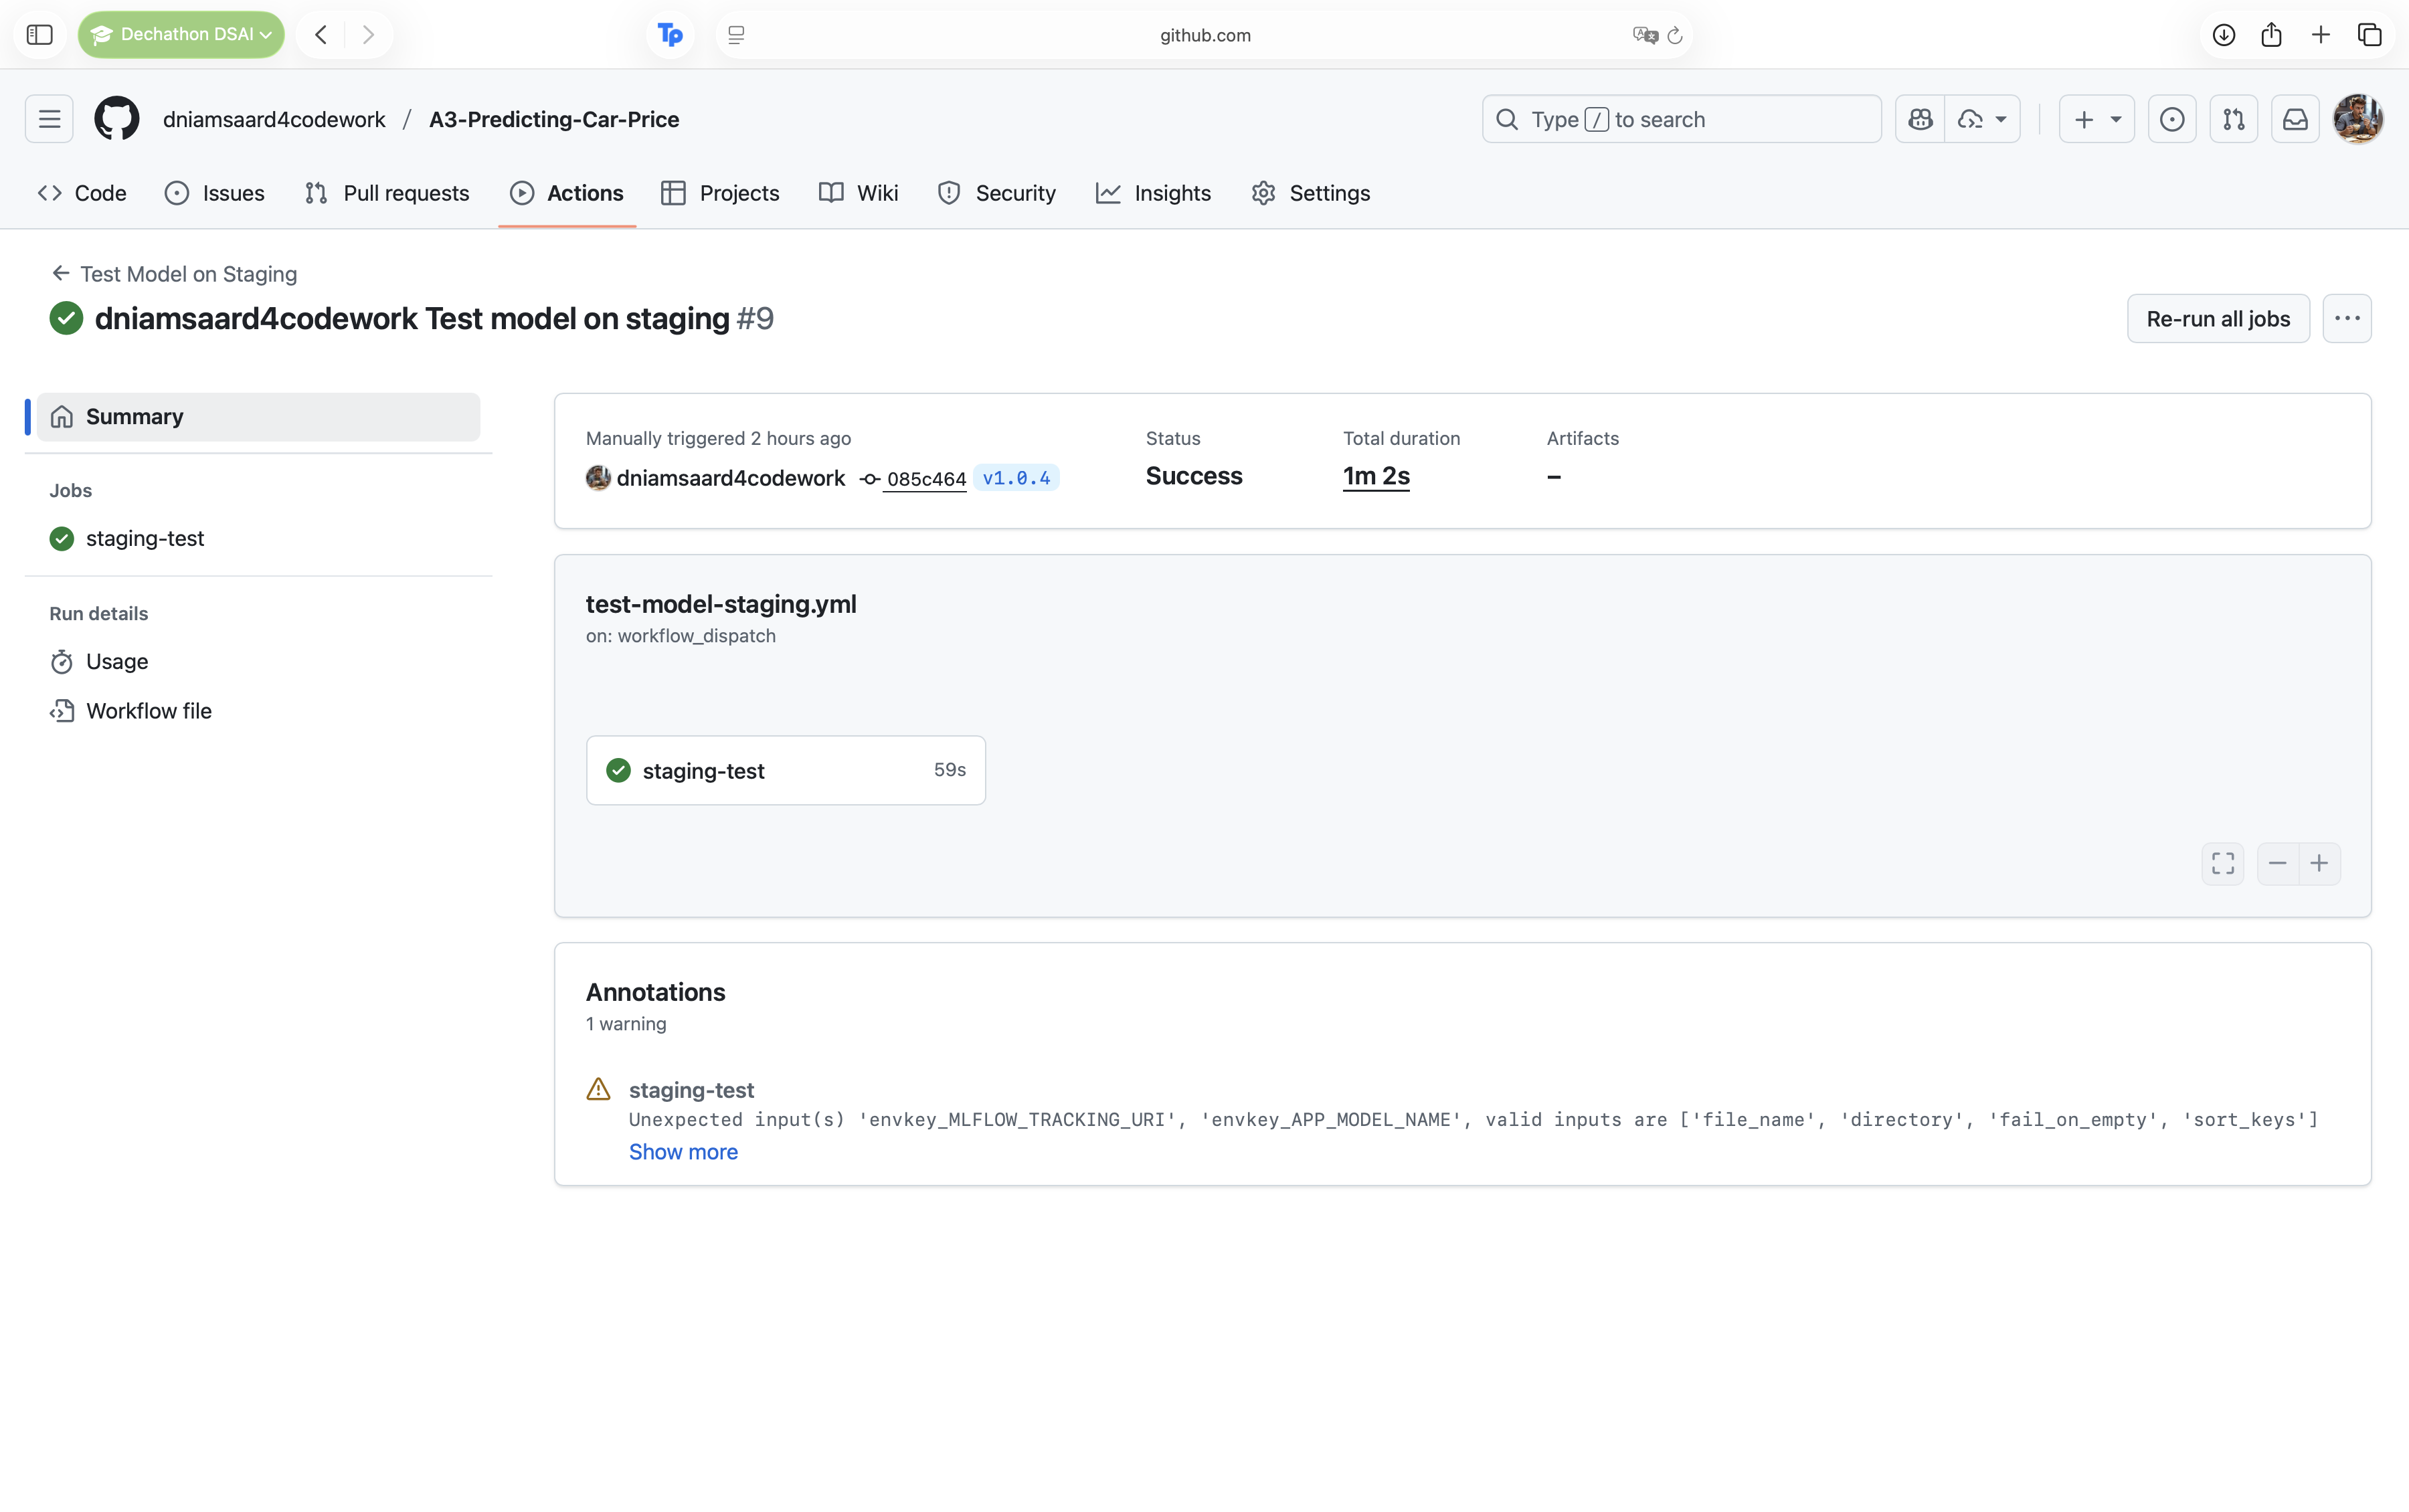 Dechathon DSAI
Tp
github.com
dniamsaard4codework / A3-Predicting-Car-Price
Type / to search
Code
Issues
Pull requests
Actions
Projects
Wiki
Security
Insights
Settings
Test Model on Staging
dniamsaard4codework Test model on staging #9
Re-run all jobs
Summary
Jobs
staging-test
Run details
Usage
Workflow file
Manually triggered 2 hours ago
dniamsaard4codework 085c464 v1.0.4
Status
Success
Total duration
1m 2s
Artifacts
–
test-model-staging.yml
on: workflow_dispatch
staging-test 59s
Annotations
1 warning
staging-test
Unexpected input(s) 'envkey_MLFLOW_TRACKING_URI', 'envkey_APP_MODEL_NAME', valid inputs are ['file_name', 'directory', 'fail_on_empty', 'sort_keys']
Show more